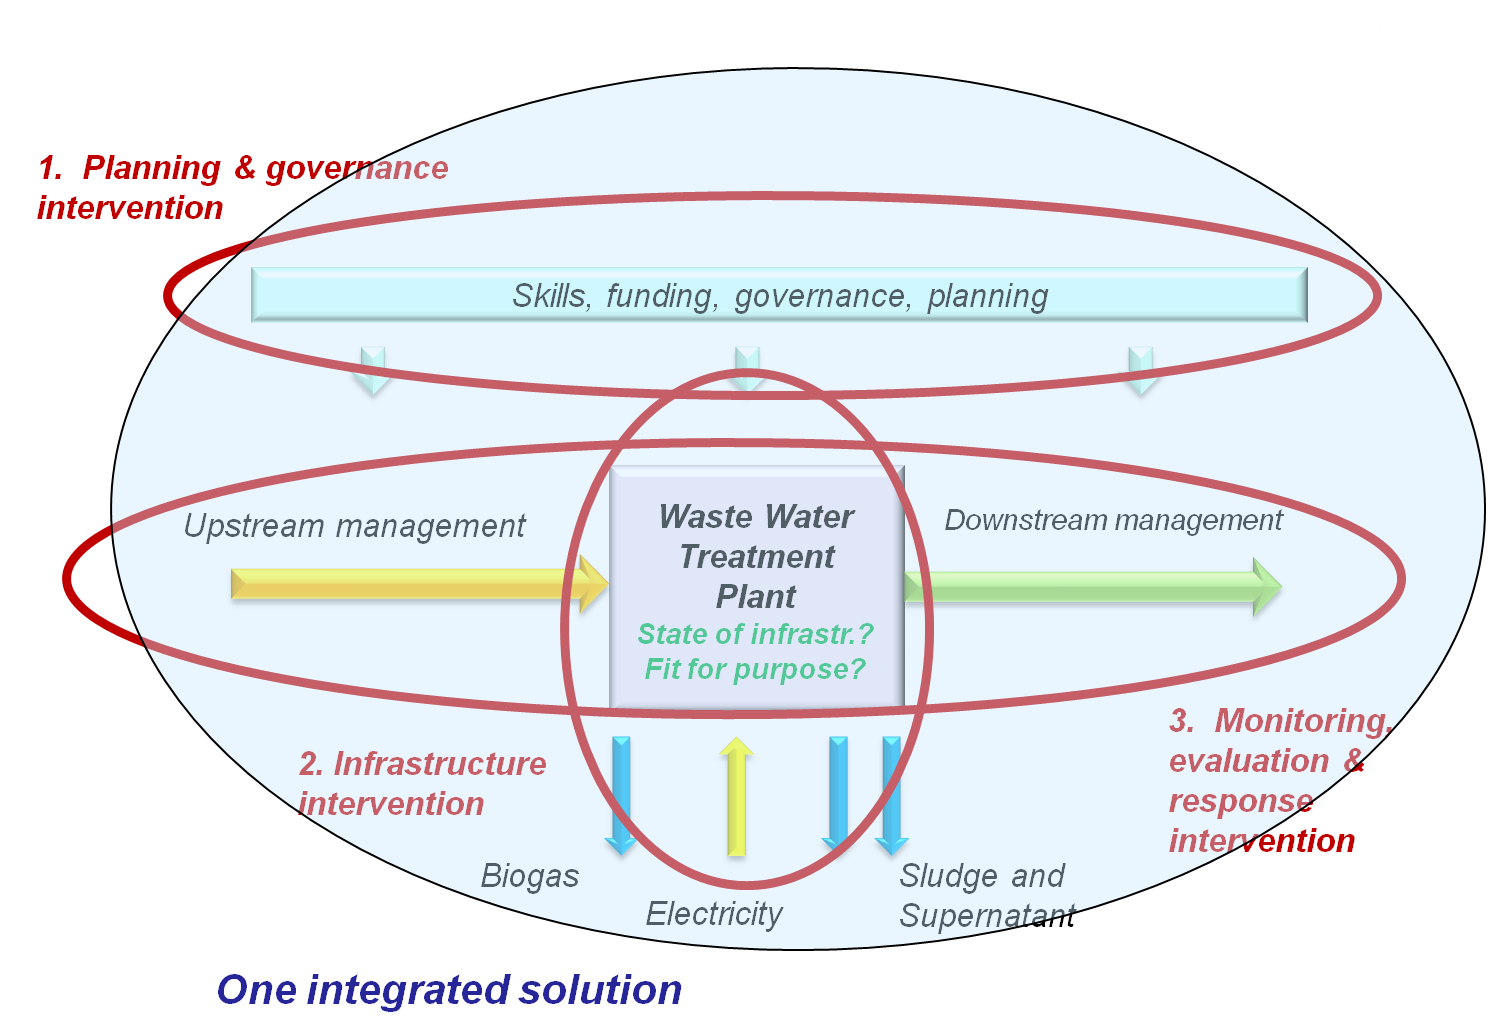 1. Planning & governance
intervention
Skills, funding, governance, planning
Upstream management
Waste Water
Treatment
Plant
State of infrastr.?
Fit for purpose?
Downstream management
2. Infrastructure
intervention
3. Monitoring,
evaluation &
response
intervention
Biogas
Electricity
Sludge and
Supernatant
One integrated solution